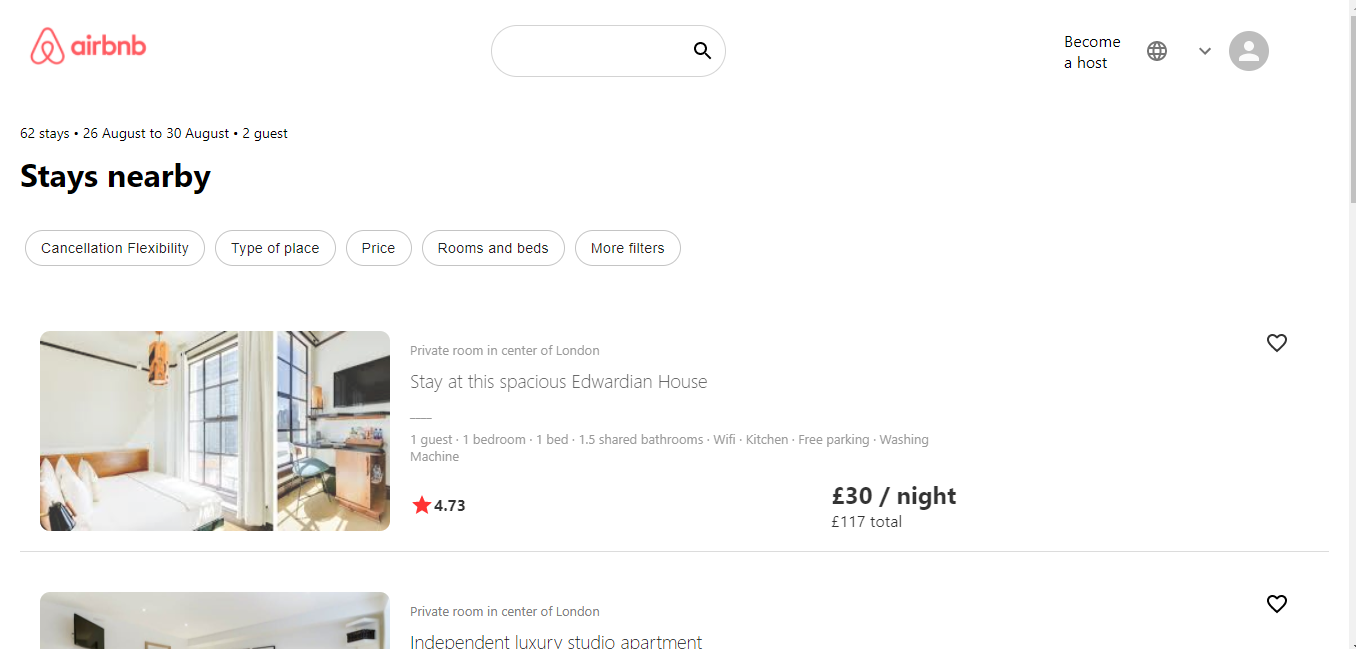 airbnb
Become
a host
62 stays • 26 August to 30 August • 2 guest
Stays nearby
Cancellation Flexibility
Type of place
Price
Rooms and beds
More filters
Private room in center of London
Stay at this spacious Edwardian House
1 guest · 1 bedroom · 1 bed · 1.5 shared bathrooms · Wifi · Kitchen · Free parking · Washing
Machine
4.73
£30 / night
£117 total
Private room in center of London
Independent luxury studio apartment